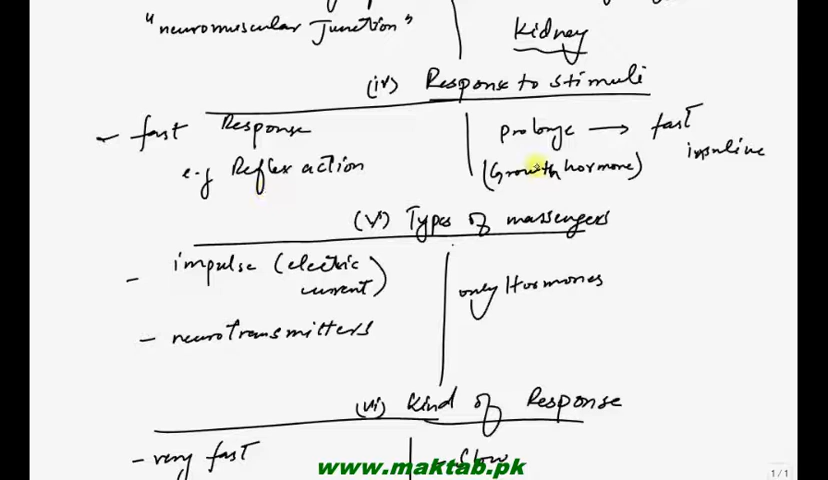 "neuromuscular Junction"
Kidney
(iv) Response to stimuli
- fast Response
e.g Reflex action
prolonge → fast
(Growth hormone)
(v) Types of massengers
- impulse (electric
current)
- neurotransmitters
only Hormones
(vi) Kind of Response
- very fast
- Slow
www.maktab.pk
1/1